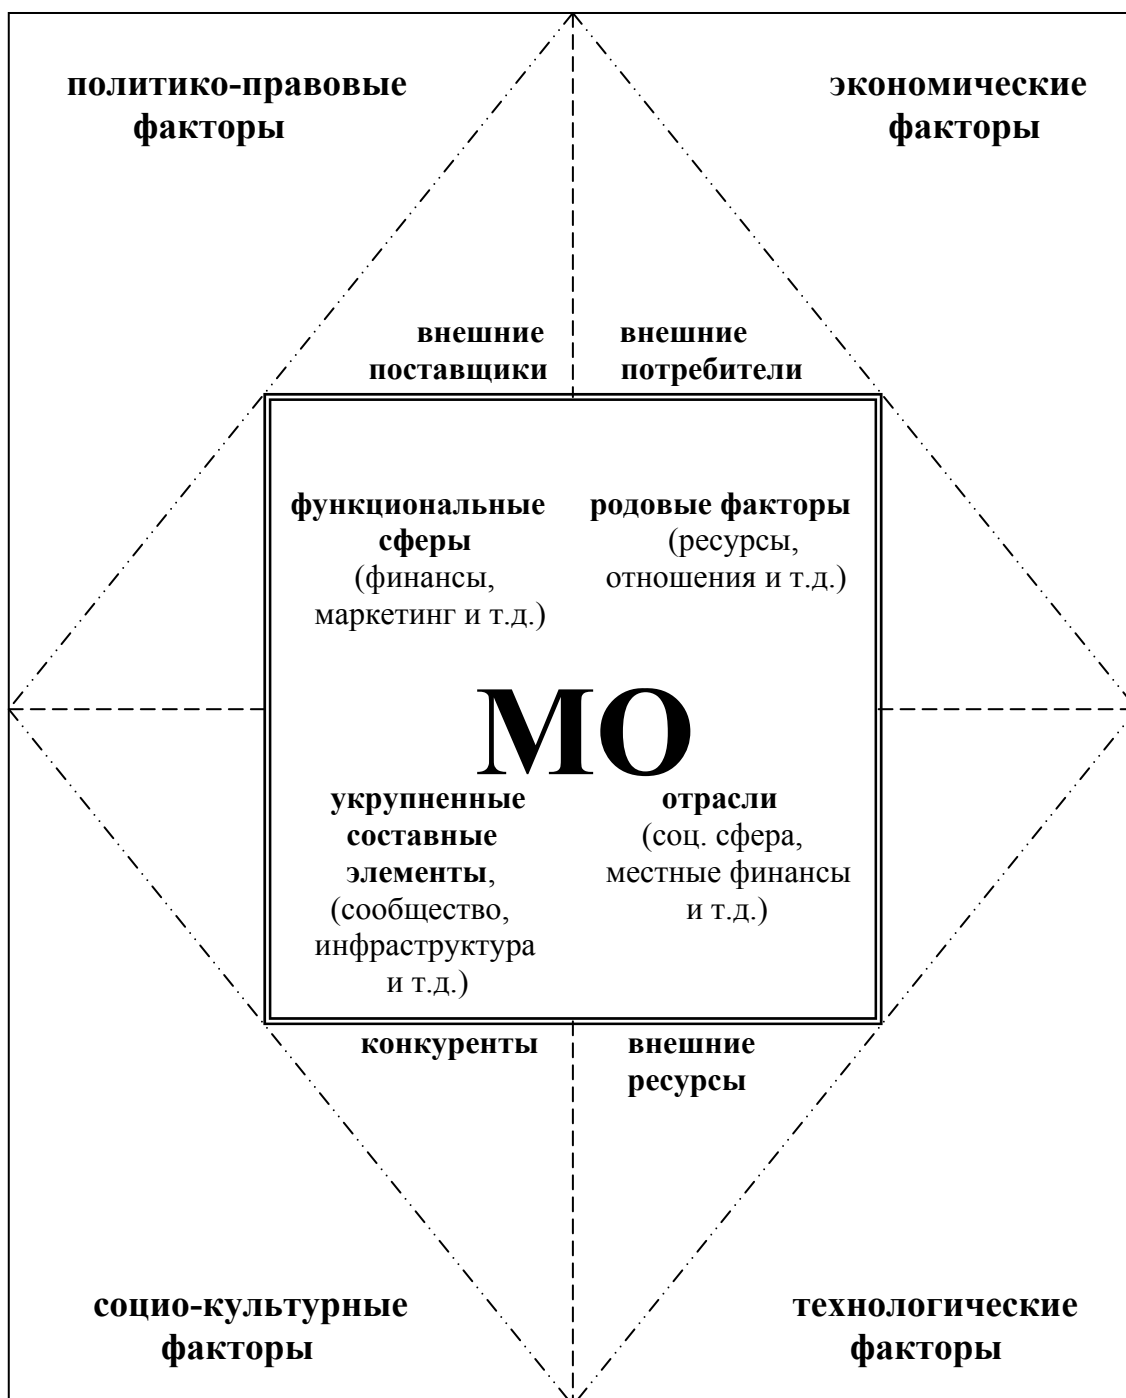 политико-правовые
факторы
экономические
факторы
внешние
поставщики
внешние
потребители
функциональные
сферы
(финансы,
маркетинг и т.д.)
родовые факторы
(ресурсы,
отношения и т.д.)
МО
укрупненные
составные
элементы,
(сообщество,
инфраструктура
и т.д.)
отрасли
(соц. сфера,
местные финансы
и т.д.)
конкуренты
внешние
ресурсы
социо-культурные
факторы
технологические
факторы